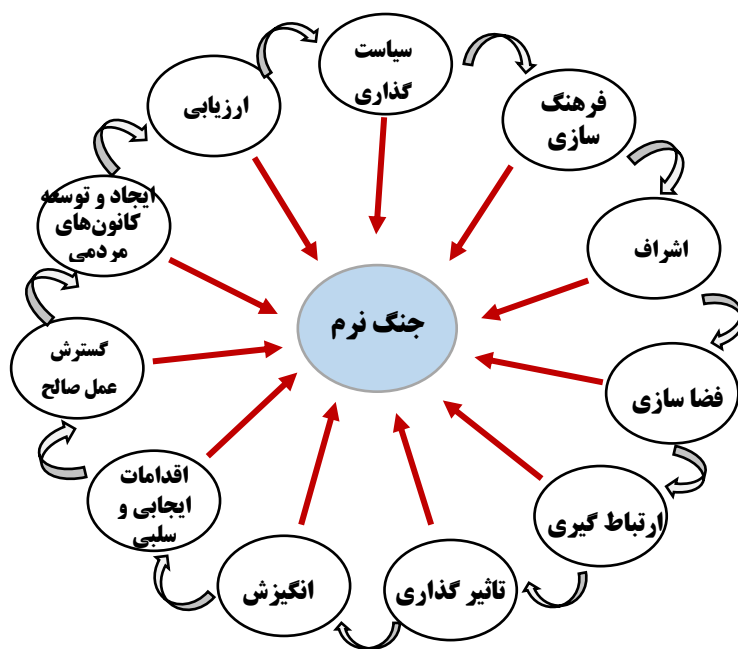 سیاست
گذاری
فرهنگ
سازی
اشراف
فضا سازی
ارتباط گیری
تاثیر گذاری
انگیزش
اقدامات
ایجابی و
سلبی
گسترش
عمل صالح
ایجاد و توسعه
کانون‌های
مردمی
ارزیابی
جنگ نرم